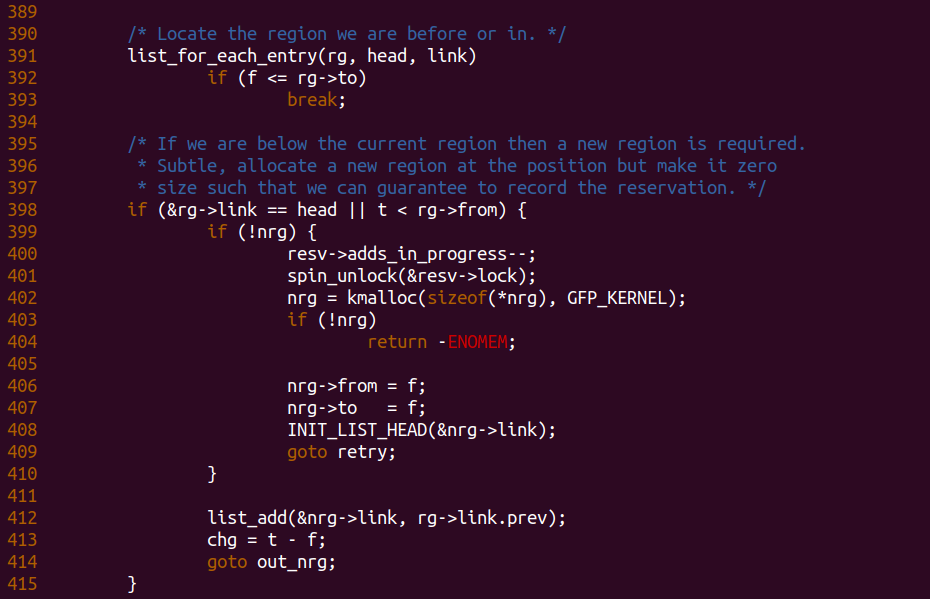 389
390         /* Locate the region we are before or in. */
391         list_for_each_entry(rg, head, link)
392                 if (f <= rg->to)
393                         break;
394
395         /* If we are below the current region then a new region is required.
396          * Subtle, allocate a new region at the position but make it zero
397          * size such that we can guarantee to record the reservation. */
398         if (&rg->link == head || t < rg->from) {
399                 if (!nrg) {
400                         resv->adds_in_progress--;
401                         spin_unlock(&resv->lock);
402                         nrg = kmalloc(sizeof(*nrg), GFP_KERNEL);
403                         if (!nrg)
404                                 return -ENOMEM;
405
406                         nrg->from = f;
407                         nrg->to   = f;
408                         INIT_LIST_HEAD(&nrg->link);
409                         goto retry;
410                 }
411
412                 list_add(&nrg->link, rg->link.prev);
413                 chg = t - f;
414                 goto out_nrg;
415         }